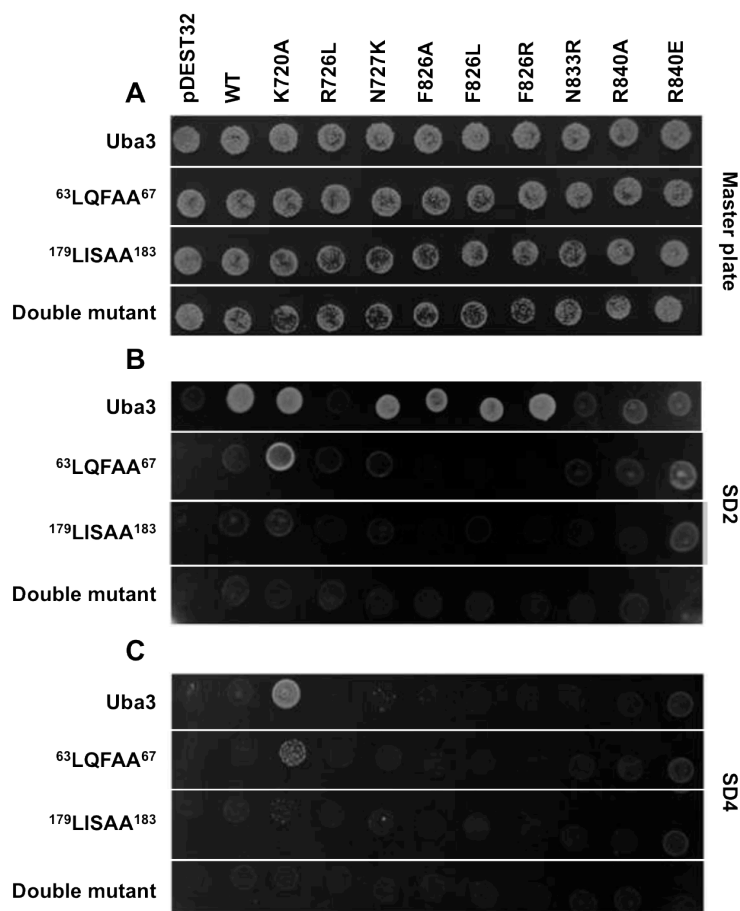 pDEST32 WT K720A R726L N727K F826A F826L F826R N833R R840A R840E
A
Uba3
⁶³LQFAA⁶⁷
¹⁷⁹LISAA¹⁸³
Double mutant
Master plate
B
Uba3
⁶³LQFAA⁶⁷
¹⁷⁹LISAA¹⁸³
Double mutant
SD2
C
Uba3
⁶³LQFAA⁶⁷
¹⁷⁹LISAA¹⁸³
Double mutant
SD4